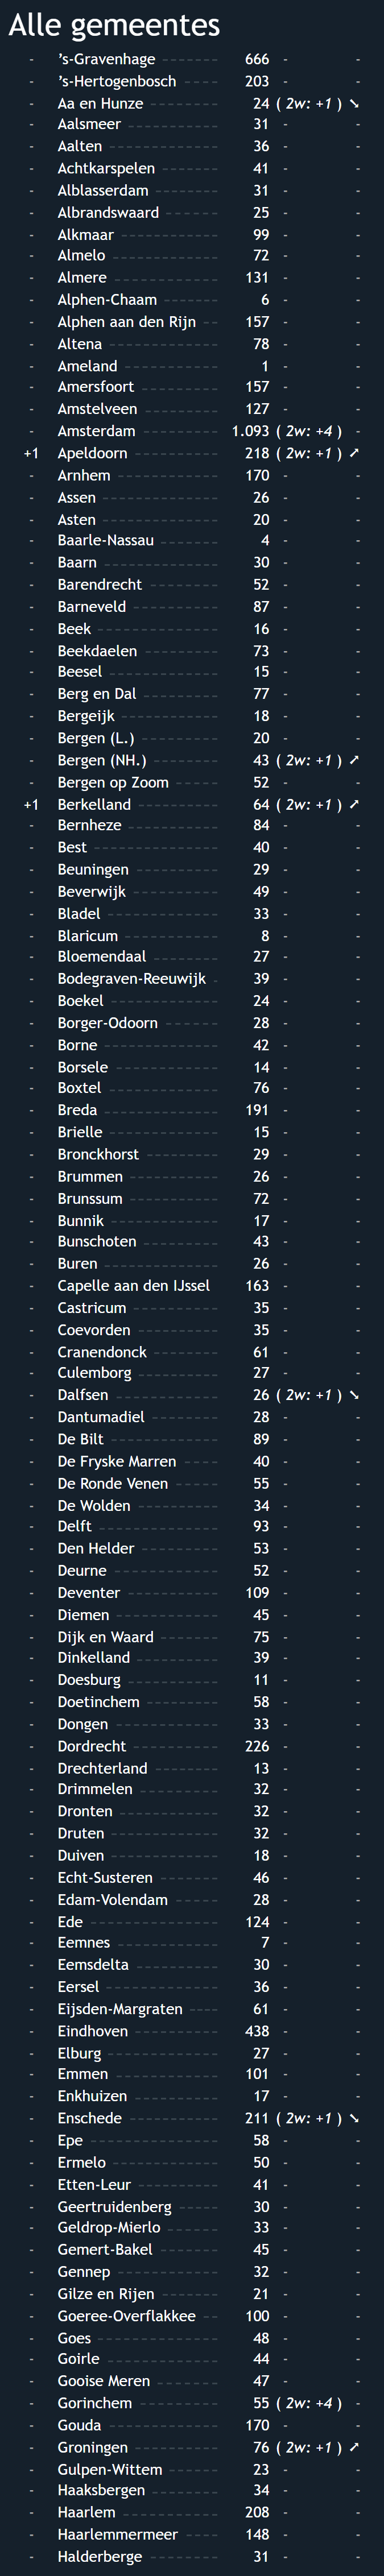 Alle gemeentes
- ’s-Gravenhage ------- 666 - -
- ’s-Hertogenbosch ----- 203 - -
- Aa en Hunze -------- 24 ( 2w: +1 ) ➘
- Aalsmeer ---------- 31 - -
- Aalten ------------ 36 - -
- Achtkarspelen ------- 41 - -
- Alblasserdam -------- 31 - -
- Albrandswaard ------ 25 - -
- Alkmaar ----------- 99 - -
- Almelo ------------ 72 - -
- Almere ------------ 131 - -
- Alphen-Chaam ------ 6 - -
- Alphen aan den Rijn -- 157 - -
- Altena ------------ 78 - -
- Ameland ----------- 1 - -
- Amersfoort --------- 157 - -
- Amstelveen --------- 127 - -
- Amsterdam --------- 1.093 ( 2w: +4 ) -
+1 Apeldoorn ---------- 218 ( 2w: +1 ) ➚
- Arnhem ----------- 170 - -
- Assen ------------- 26 - -
- Asten ------------- 20 - -
- Baarle-Nassau ------- 4 - -
- Baarn ------------- 30 - -
- Barendrecht -------- 52 - -
- Barneveld ---------- 87 - -
- Beek -------------- 16 - -
- Beekdaelen --------- 73 - -
- Beesel ------------ 15 - -
- Berg en Dal --------- 77 - -
- Bergeijk ----------- 18 - -
- Bergen (L.) --------- 20 - -
- Bergen (NH.) -------- 43 ( 2w: +1 ) ➚
- Bergen op Zoom ------ 52 - -
+1 Berkelland ---------- 64 ( 2w: +1 ) ➚
- Bernheze ---------- 84 - -
- Best -------------- 40 - -
- Beuningen ---------- 29 - -
- Beverwijk ---------- 49 - -
- Bladel ------------ 33 - -
- Blaricum ----------- 8 - -
- Bloemendaal -------- 27 - -
- Bodegraven-Reeuwijk - 39 - -
- Boekel ------------ 24 - -
- Borger-Odoorn ------ 28 - -
- Borne ------------- 42 - -
- Borsele ------------ 14 - -
- Boxtel ------------ 76 - -
- Breda ------------- 191 - -
- Brielle ------------ 15 - -
- Bronckhorst -------- 29 - -
- Brummen ---------- 26 - -
- Brunssum ---------- 72 - -
- Bunnik ------------ 17 - -
- Bunschoten --------- 43 - -
- Buren ------------- 26 - -
- Capelle aan den IJssel 163 - -
- Castricum ---------- 35 - -
- Coevorden ---------- 35 - -
- Cranendonck -------- 61 - -
- Culemborg ---------- 27 - -
- Dalfsen ------------ 26 ( 2w: +1 ) ➘
- Dantumadiel -------- 28 - -
- De Bilt ------------ 89 - -
- De Fryske Marren ---- 40 - -
- De Ronde Venen ----- 55 - -
- De Wolden ---------- 34 - -
- Delft -------------- 93 - -
- Den Helder --------- 53 - -
- Deurne ------------ 52 - -
- Deventer ----------- 109 - -
- Diemen ----------- 45 - -
- Dijk en Waard ------- 75 - -
- Dinkelland ---------- 39 - -
- Doesburg ---------- 11 - -
- Doetinchem -------- 58 - -
- Dongen ------------ 33 - -
- Dordrecht ---------- 226 - -
- Drechterland -------- 13 - -
- Drimmelen --------- 32 - -
- Dronten ----------- 32 - -
- Druten ------------ 32 - -
- Duiven ------------ 18 - -
- Echt-Susteren ------- 46 - -
- Edam-Volendam ----- 28 - -
- Ede -------------- 124 - -
- Eemnes ----------- 7 - -
- Eemsdelta ---------- 30 - -
- Eersel ------------ 36 - -
- Eijsden-Margraten ---- 61 - -
- Eindhoven ---------- 438 - -
- Elburg ------------ 27 - -
- Emmen ----------- 101 - -
- Enkhuizen ---------- 17 - -
- Enschede ---------- 211 ( 2w: +1 ) ➘
- Epe -------------- 58 - -
- Ermelo ------------ 50 - -
- Etten-Leur --------- 41 - -
- Geertruidenberg ----- 30 - -
- Geldrop-Mierlo ------ 33 - -
- Gemert-Bakel ------- 45 - -
- Gennep ----------- 32 - -
- Gilze en Rijen ------- 21 - -
- Goeree-Overflakkee -- 100 - -
- Goes ------------- 48 - -
- Goirle ------------ 44 - -
- Gooise Meren ------- 47 - -
- Gorinchem --------- 55 ( 2w: +4 ) -
- Gouda ------------ 170 - -
- Groningen ---------- 76 ( 2w: +1 ) ➚
- Gulpen-Wittem ------ 23 - -
- Haaksbergen -------- 34 - -
- Haarlem ----------- 208 - -
- Haarlemmermeer ---- 148 - -
- Halderberge -------- 31 - -